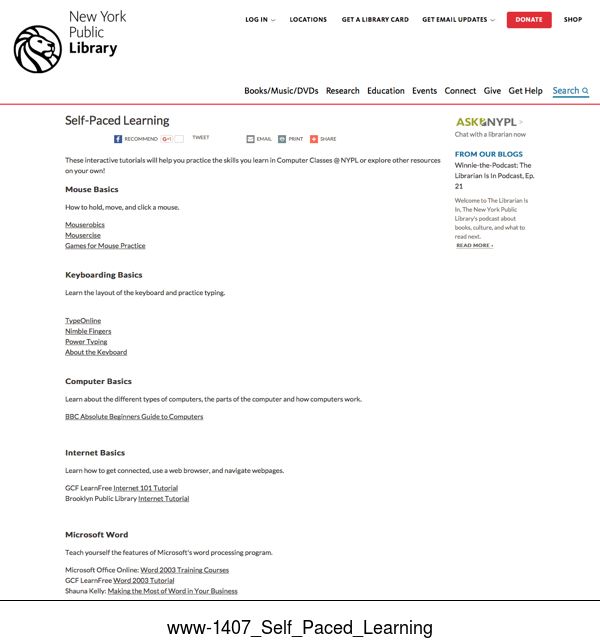 New York
Public
Library
LOG IN
LOCATIONS
GET A LIBRARY CARD
GET EMAIL UPDATES
DONATE
SHOP
Books/Music/DVDs Research Education Events Connect Give Get Help Search
Self-Paced Learning
RECOMMEND
G+1
TWEET
EMAIL
PRINT
SHARE
These interactive tutorials will help you practice the skills you learn in Computer Classes @ NYPL or explore other resources
on your own!
Mouse Basics
How to hold, move, and click a mouse.
Mouserobics
Mousercise
Games for Mouse Practice
Keyboarding Basics
Learn the layout of the keyboard and practice typing.
TypeOnline
Nimble Fingers
Power Typing
About the Keyboard
Computer Basics
Learn about the different types of computers, the parts of the computer and how computers work.
BBC Absolute Beginners Guide to Computers
Internet Basics
Learn how to get connected, use a web browser, and navigate webpages.
GCF LearnFree Internet 101 Tutorial
Brooklyn Public Library Internet Tutorial
Microsoft Word
Teach yourself the features of Microsoft's word processing program.
Microsoft Office Online: Word 2003 Training Courses
GCF LearnFree Word 2003 Tutorial
Shauna Kelly: Making the Most of Word in Your Business
ASK NYPL >
Chat with a librarian now
FROM OUR BLOGS
Winnie-the-Podcast: The
Librarian Is In Podcast, Ep.
21
Welcome to The Librarian Is
In, The New York Public
Library's podcast about
books, culture, and what to
read next.
READ MORE ›
www-1407_Self_Paced_Learning